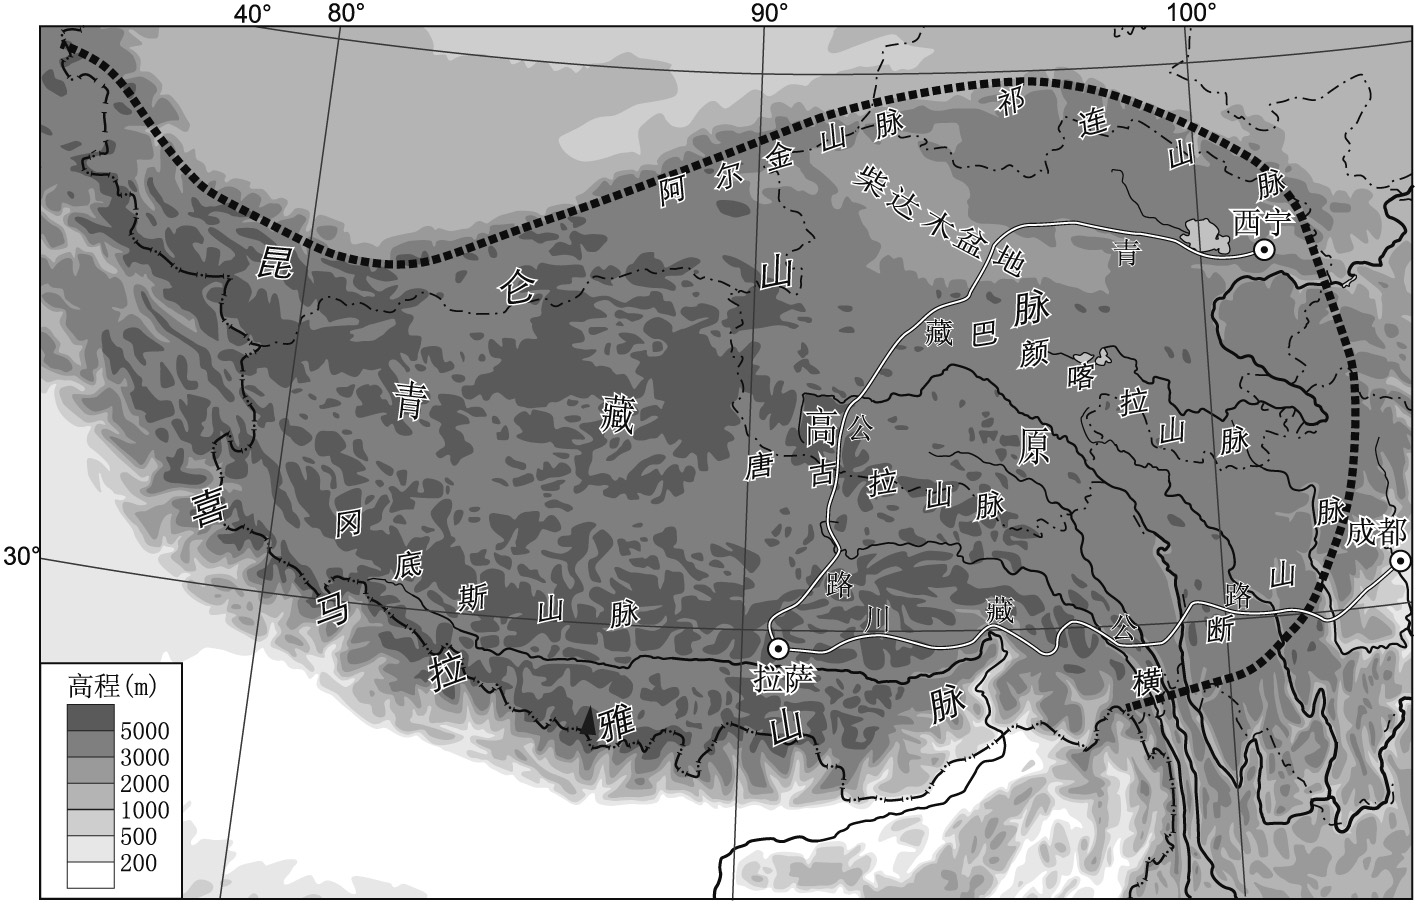 40°
80°
90°
100°
30°
昆仑山脉
阿尔金山脉
祁连山脉
柴达木盆地
西宁
青藏公路
巴颜喀拉山脉
青藏高原
唐古拉山脉
冈底斯山脉
喜马拉雅山脉
川藏公路
横断山脉
成都
拉萨
高程(m)
5000
3000
2000
1000
500
200